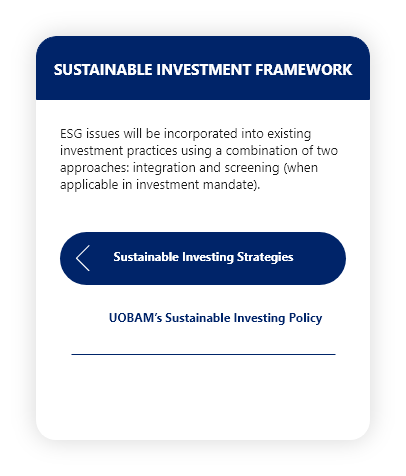 SUSTAINABLE INVESTMENT FRAMEWORK
ESG issues will be incorporated into existing
investment practices using a combination of two
approaches: integration and screening (when
applicable in investment mandate).
Sustainable Investing Strategies
UOBAM’s Sustainable Investing Policy